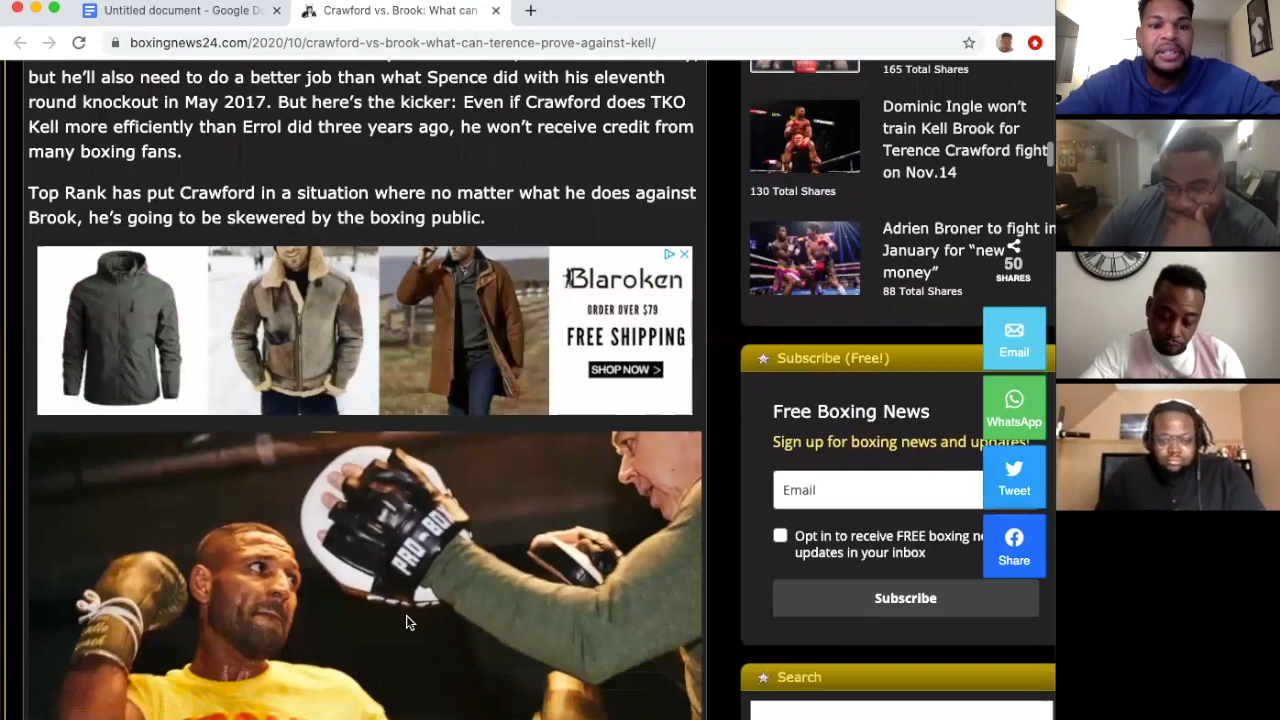 Untitled document - Google Do
Crawford vs. Brook: What can
boxingnews24.com/2020/10/crawford-vs-brook-what-can-terence-prove-against-kell/
but he'll also need to do a better job than what Spence did with his eleventh
round knockout in May 2017. But here's the kicker: Even if Crawford does TKO
Kell more efficiently than Errol did three years ago, he won't receive credit from
many boxing fans.
Top Rank has put Crawford in a situation where no matter what he does against
Brook, he's going to be skewered by the boxing public.
Blaroken
ORDER OVER $79
FREE SHIPPING
SHOP NOW >
PRO-BOX
165 Total Shares
Dominic Ingle won't
train Kell Brook for
Terence Crawford fight
on Nov.14
130 Total Shares
Adrien Broner to fight in
January for "new
money"
88 Total Shares
50
SHARES
Email
WhatsApp
Tweet
Share
Subscribe (Free!)
Free Boxing News
Sign up for boxing news and updates!
Email
Opt in to receive FREE boxing ne
updates in your inbox
Subscribe
Search